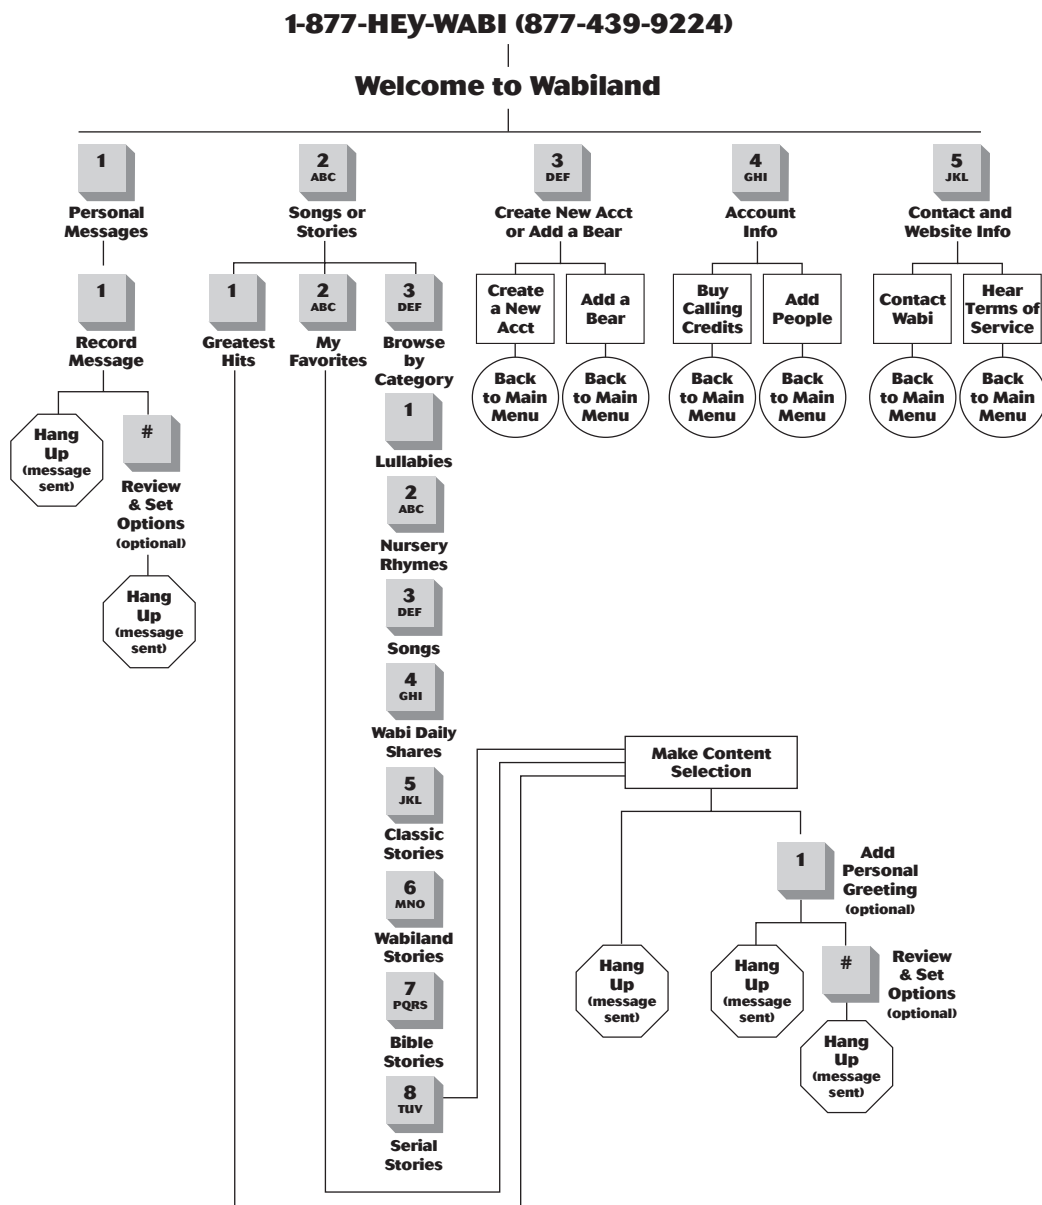 1-877-HEY-WABI (877-439-9224)
Welcome to Wabiland
1
Personal
Messages
2
ABC
Songs or
Stories
3
DEF
Create New Acct
or Add a Bear
4
GHI
Account
Info
5
JKL
Contact and
Website Info
1
Record
Message
Hang
Up
(message
sent)
#
Review
& Set
Options
(optional)
Hang
Up
(message
sent)
1
Greatest
Hits
2
ABC
My
Favorites
3
DEF
Browse
by
Category
1
Lullabies
2
ABC
Nursery
Rhymes
3
DEF
Songs
4
GHI
Wabi Daily
Shares
5
JKL
Classic
Stories
6
MNO
Wabiland
Stories
7
PQRS
Bible
Stories
8
TUV
Serial
Stories
Create
a New
Acct
Back
to Main
Menu
Add a
Bear
Back
to Main
Menu
Buy
Calling
Credits
Back
to Main
Menu
Add
People
Back
to Main
Menu
Contact
Wabi
Back
to Main
Menu
Hear
Terms of
Service
Back
to Main
Menu
Make Content
Selection
Hang
Up
(message
sent)
1
Add
Personal
Greeting
(optional)
Hang
Up
(message
sent)
#
Review
& Set
Options
(optional)
Hang
Up
(message
sent)